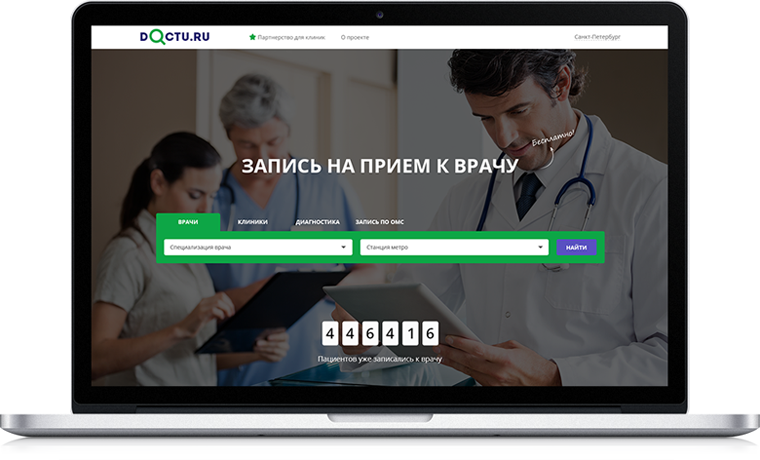 DOCTU.RU
Партнерство для клиник
О проекте
Санкт-Петербург
Бесплатно!
ЗАПИСЬ НА ПРИЕМ К ВРАЧУ
ВРАЧИ
КЛИНИКИ
ДИАГНОСТИКА
ЗАПИСЬ ПО ОМС
Специализация врача
Станция метро
НАЙТИ
446416
Пациентов уже записались к врачу